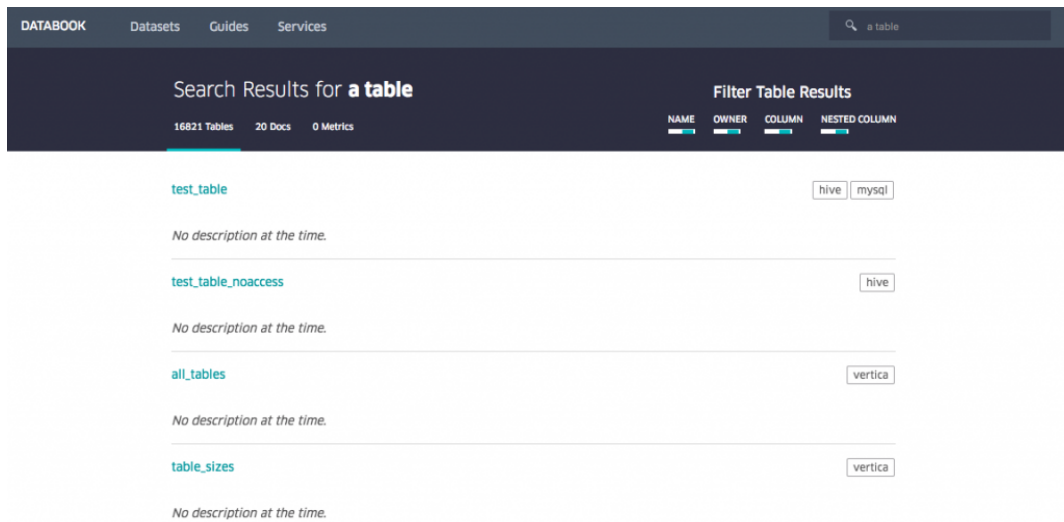 DATABOOK Datasets Guides Services a table
Search Results for a table
Filter Table Results
16821 Tables 20 Docs 0 Metrics
NAME OWNER COLUMN NESTED COLUMN
test_table hive mysql
No description at the time.
test_table_noaccess hive
No description at the time.
all_tables vertica
No description at the time.
table_sizes vertica
No description at the time.